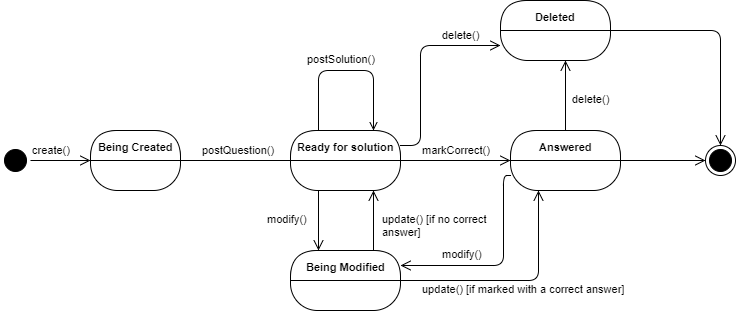 Deleted
delete()
postSolution()
delete()
create()
Being Created
postQuestion()
Ready for solution
markCorrect()
Answered
modify()
update() [if no correct
answer]
modify()
Being Modified
update() [if marked with a correct answer]